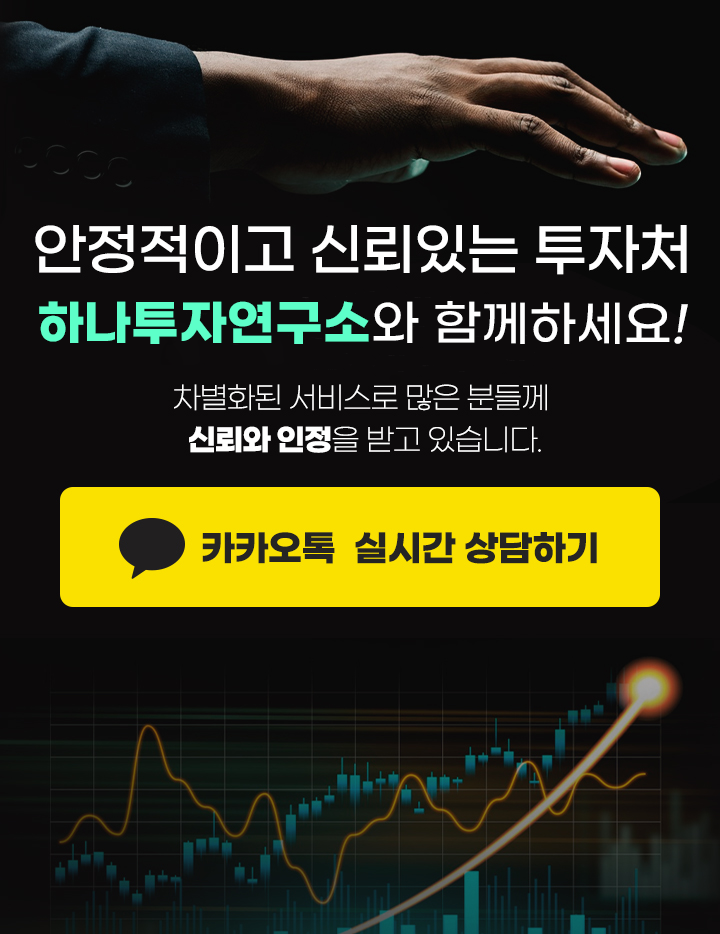 안정적이고 신뢰있는 투자처
하나투자연구소와 함께하세요!
차별화된 서비스로 많은 분들께
신뢰와 인정을 받고 있습니다.
카카오톡 실시간 상담하기